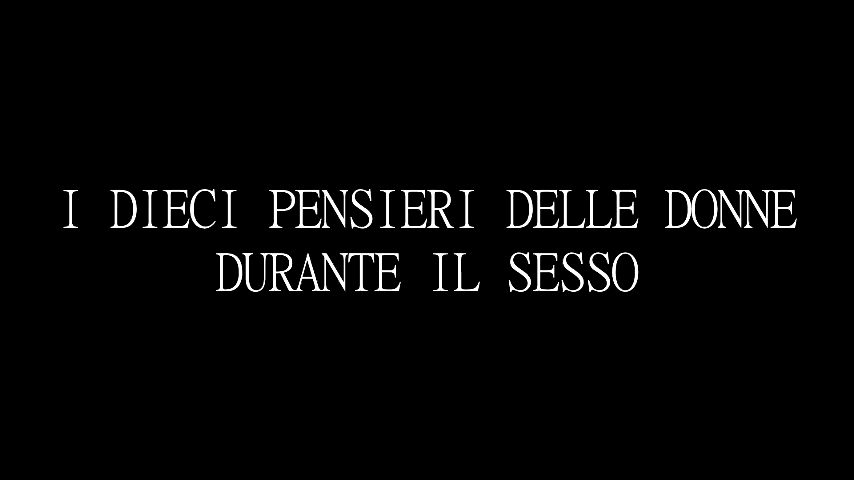 I DIECI PENSIERI DELLE DONNE
DURANTE IL SESSO